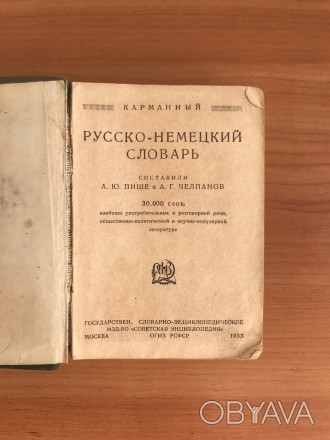 КАРМАННЫЙ
РУССКО-НЕМЕЦКИЙ
СЛОВАРЬ
СОСТАВИЛИ
А. Ю. ПИШЕ и А. Г. ЧЕЛПАНОВ
30.000 слов,
наиболее употребительных в разговорной речи,
общественно-политической и научно-популярной
литературе
ГОСУДАРСТВЕН. СЛОВАРНО-ЭНЦИКЛОПЕДИЧЕСКОЕ
ИЗД-ВО «СОВЕТСКАЯ ЭНЦИКЛОПЕДИЯ»
МОСКВА ОГИЗ РСФСР 1933
OBYAVA